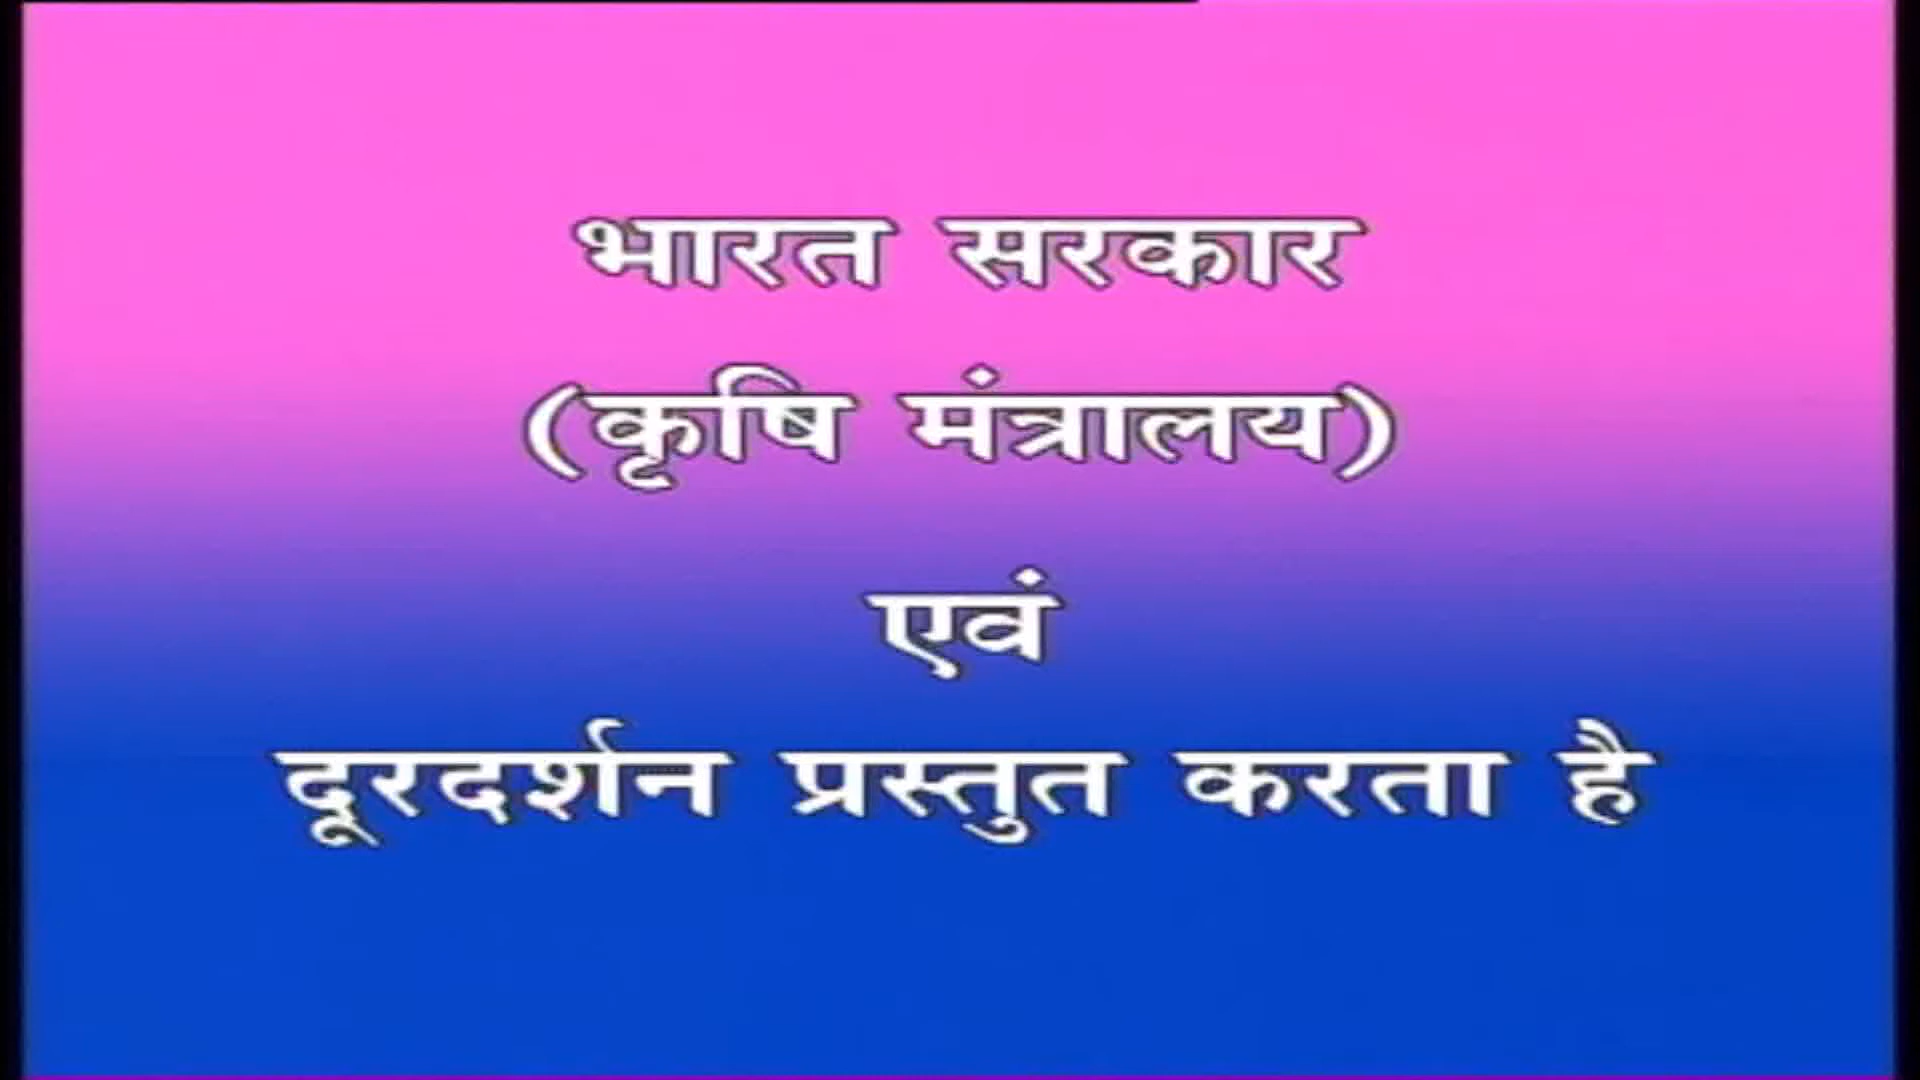 भारत सरकार
(कृषि मंत्रालय)
एवं
दूरदर्शन प्रस्तुत करता है